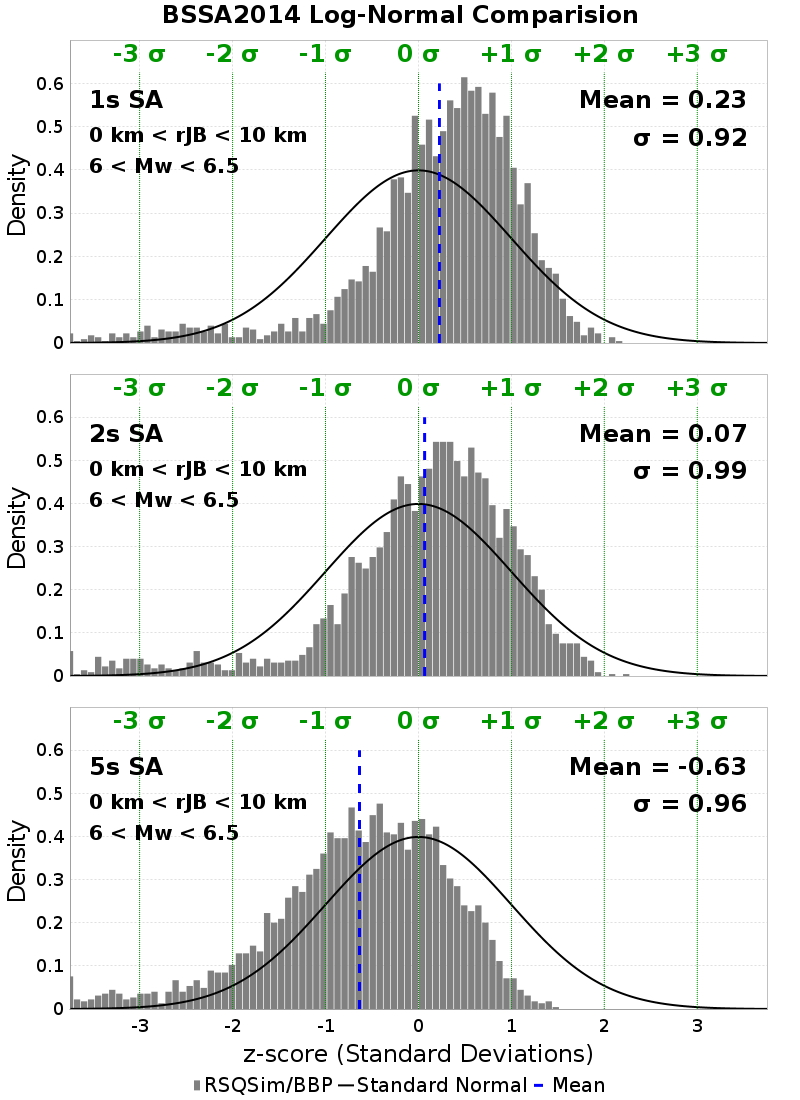 BSSA2014 Log-Normal Comparision
-3 σ -2 σ -1 σ 0 σ +1 σ +2 σ +3 σ
1s SA
0 km < rJB < 10 km
6 < Mw < 6.5
Mean = 0.23
σ = 0.92
0.6
0.5
0.4
0.3
0.2
0.1
0
Density
-3 σ -2 σ -1 σ 0 σ +1 σ +2 σ +3 σ
2s SA
0 km < rJB < 10 km
6 < Mw < 6.5
Mean = 0.07
σ = 0.99
0.6
0.5
0.4
0.3
0.2
0.1
0
Density
-3 σ -2 σ -1 σ 0 σ +1 σ +2 σ +3 σ
5s SA
0 km < rJB < 10 km
6 < Mw < 6.5
Mean = -0.63
σ = 0.96
0.6
0.5
0.4
0.3
0.2
0.1
0
Density
-3 -2 -1 0 1 2 3
z-score (Standard Deviations)
RSQSim/BBP Standard Normal Mean